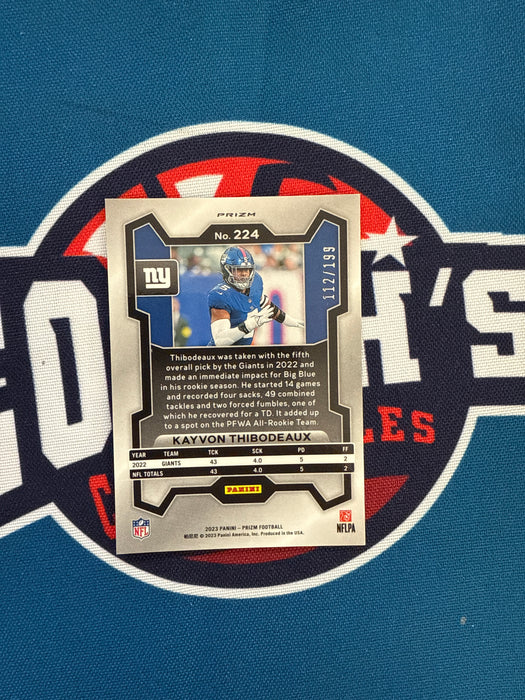 PRIZM
No. 224
ny
112/199
Thibodeaux was taken with the fifth
overall pick by the Giants in 2022 and
made an immediate impact for Big Blue
in his rookie season. He started 14 games
and recorded four sacks, 49 combined
tackles and two forced fumbles, one of
which he recovered for a TD. It added up
to a spot on the PFWA All-Rookie Team.
KAYVON THIBODEAUX
YEAR TEAM TCK SCK PD FF
2022 GIANTS 43 4.0 5 2
NFL TOTALS 43 4.0 5 2
PANINI
2023 PANINI – PRIZM FOOTBALL
© 2023 Panini America, Inc. Produced in the USA.
NFL
NFLPA
H'S
C
LES